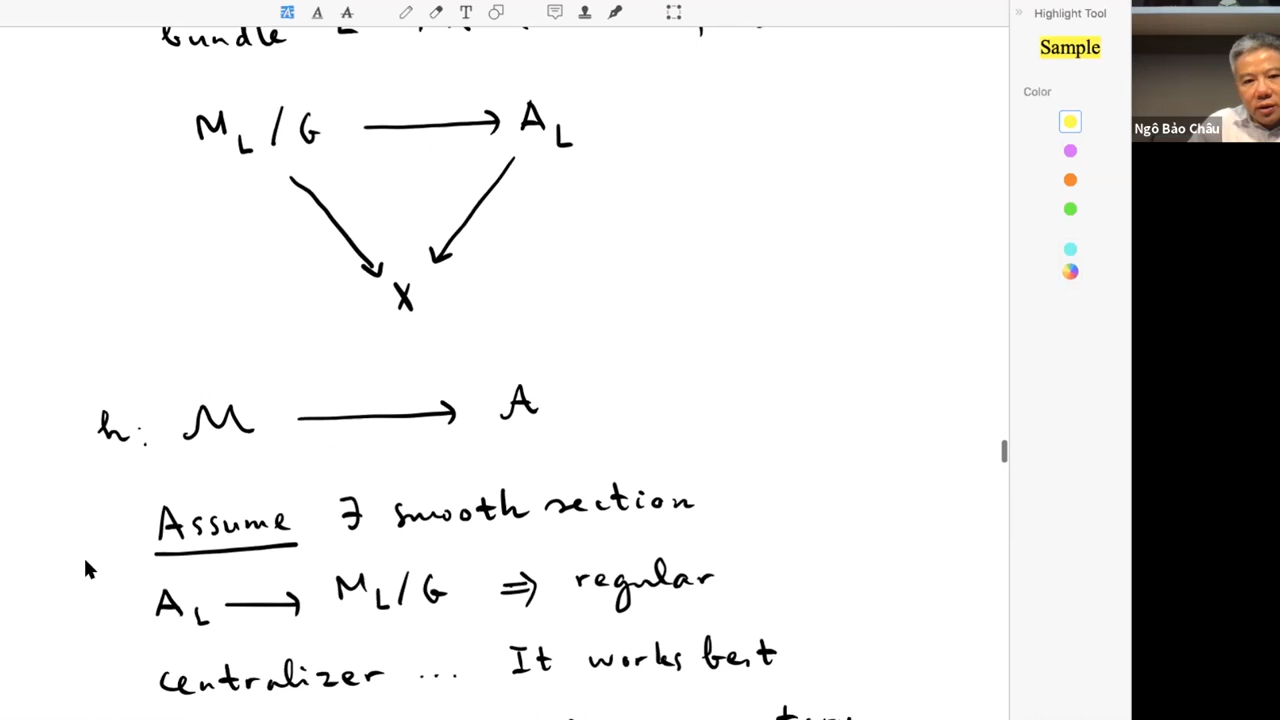 Highlight Tool
Sample
Color
Ngô Bảo Châu
bundle L
M_L / G ⟶ A_L
X
h: ℳ ⟶ 𝒜
Assume ∃ smooth section
A_L ⟶ M_L / G ⇒ regular
centralizer ... It works best